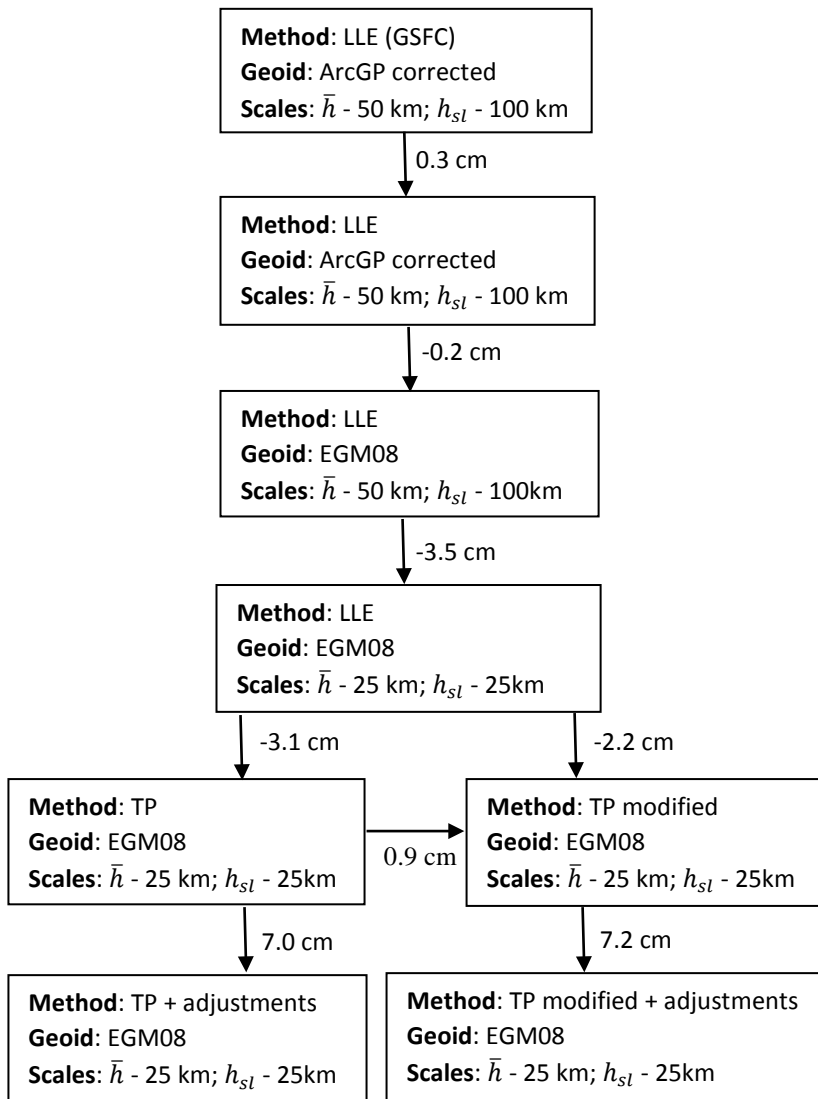 Method: LLE (GSFC)
Geoid: ArcGP corrected
Scales: h̄ - 50 km; hsl - 100 km
0.3 cm
Method: LLE
Geoid: ArcGP corrected
Scales: h̄ - 50 km; hsl - 100 km
-0.2 cm
Method: LLE
Geoid: EGM08
Scales: h̄ - 50 km; hsl - 100km
-3.5 cm
Method: LLE
Geoid: EGM08
Scales: h̄ - 25 km; hsl - 25km
-3.1 cm
-2.2 cm
Method: TP
Geoid: EGM08
Scales: h̄ - 25 km; hsl - 25km
0.9 cm
Method: TP modified
Geoid: EGM08
Scales: h̄ - 25 km; hsl - 25km
7.0 cm
7.2 cm
Method: TP + adjustments
Geoid: EGM08
Scales: h̄ - 25 km; hsl - 25km
Method: TP modified + adjustments
Geoid: EGM08
Scales: h̄ - 25 km; hsl - 25km